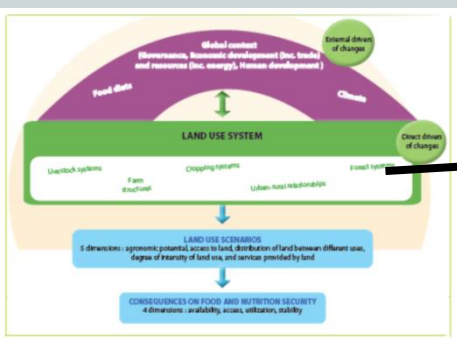 External drivers
of changes
Global context
(Governance, Economic development (inc. trade)
and resources (inc. energy), Human development)
Food diets
Climate
Direct drivers
of changes
LAND USE SYSTEM
Livestock systems
Farm
structures
Cropping systems
Urban-rural relationships
Forest systems
LAND USE SCENARIOS
5 dimensions : agronomic potential, access to land, distribution of land between different uses,
degree of intensity of land use, and services provided by land
CONSEQUENCES ON FOOD AND NUTRITION SECURITY
4 dimensions : availability, access, utilization, stability